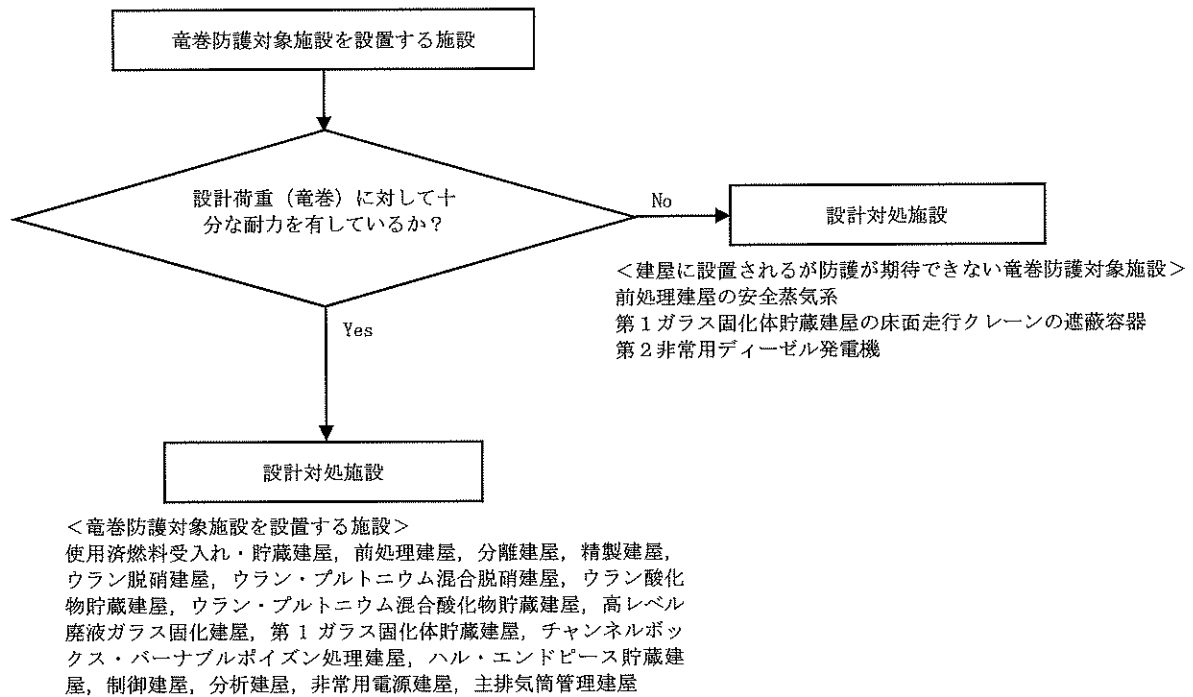 竜巻防護対象施設を設置する施設
設計荷重（竜巻）に対して十
分な耐力を有しているか？
No
設計対処施設
＜建屋に設置されるが防護が期待できない竜巻防護対象施設＞
前処理建屋の安全蒸気系
第１ガラス固化体貯蔵建屋の床面走行クレーンの遮蔽容器
第２非常用ディーゼル発電機
Yes
設計対処施設
＜竜巻防護対象施設を設置する施設＞
使用済燃料受入れ・貯蔵建屋，前処理建屋，分離建屋，精製建屋，
ウラン脱硝建屋，ウラン・プルトニウム混合脱硝建屋，ウラン酸化
物貯蔵建屋，ウラン・プルトニウム混合酸化物貯蔵建屋，高レベル
廃液ガラス固化建屋，第 1 ガラス固化体貯蔵建屋，チャンネルボッ
クス・バーナブルポイズン処理建屋，ハル・エンドピース貯蔵建
屋，制御建屋，分析建屋，非常用電源建屋，主排気筒管理建屋